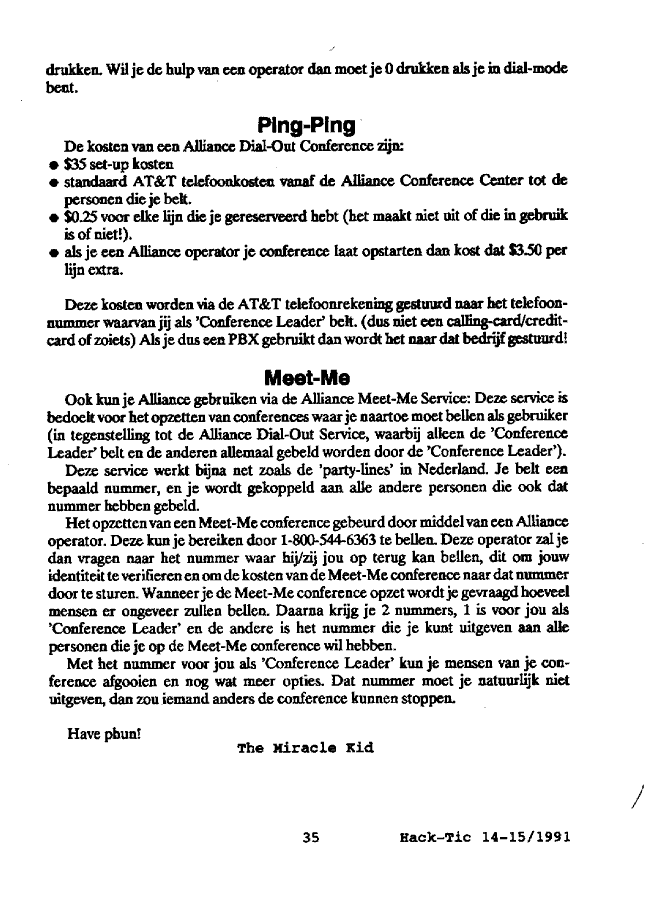 drukken. Wil je de hulp van een operator dan moet je 0 drukken als je in dial-mode
bent.
Ping-Ping
De kosten van een Alliance Dial-Out Conference zijn:
● $35 set-up kosten
● standaard AT&T telefoonkosten vanaf de Alliance Conference Center tot de
personen die je belt.
● $0.25 voor elke lijn die je gereserveerd hebt (het maakt niet uit of die in gebruik
is of niet!).
● als je een Alliance operator je conference laat opstarten dan kost dat $3.50 per
lijn extra.
Deze kosten worden via de AT&T telefoonrekening gestuurd naar het telefoon-
nummer waarvan jij als 'Conference Leader' belt. (dus niet een calling-card/credit-
card of zoiets) Als je dus een PBX gebruikt dan wordt het naar dat bedrijf gestuurd!
Meet-Me
Ook kun je Alliance gebruiken via de Alliance Meet-Me Service: Deze service is
bedoelt voor het opzetten van conferences waar je naartoe moet bellen als gebruiker
(in tegenstelling tot de Alliance Dial-Out Service, waarbij alleen de 'Conference
Leader' belt en de anderen allemaal gebeld worden door de 'Conference Leader').
Deze service werkt bijna net zoals de 'party-lines' in Nederland. Je belt een
bepaald nummer, en je wordt gekoppeld aan alle andere personen die ook dat
nummer hebben gebeld.
Het opzetten van een Meet-Me conference gebeurd door middel van een Alliance
operator. Deze kun je bereiken door 1-800-544-6363 te bellen. Deze operator zal je
dan vragen naar het nummer waar hij/zij jou op terug kan bellen, dit om jouw
identiteit te verifieren en om de kosten van de Meet-Me conference naar dat nummer
door te sturen. Wanneer je de Meet-Me conference opzet wordt je gevraagd hoeveel
mensen er ongeveer zullen bellen. Daarna krijg je 2 nummers, 1 is voor jou als
'Conference Leader' en de andere is het nummer die je kunt uitgeven aan alle
personen die je op de Meet-Me conference wil hebben.
Met het nummer voor jou als 'Conference Leader' kun je mensen van je con-
ference afgooien en nog wat meer opties. Dat nummer moet je natuurlijk niet
uitgeven, dan zou iemand anders de conference kunnen stoppen.
Have phun!
The Miracle Kid
35 Hack-Tic 14-15/1991